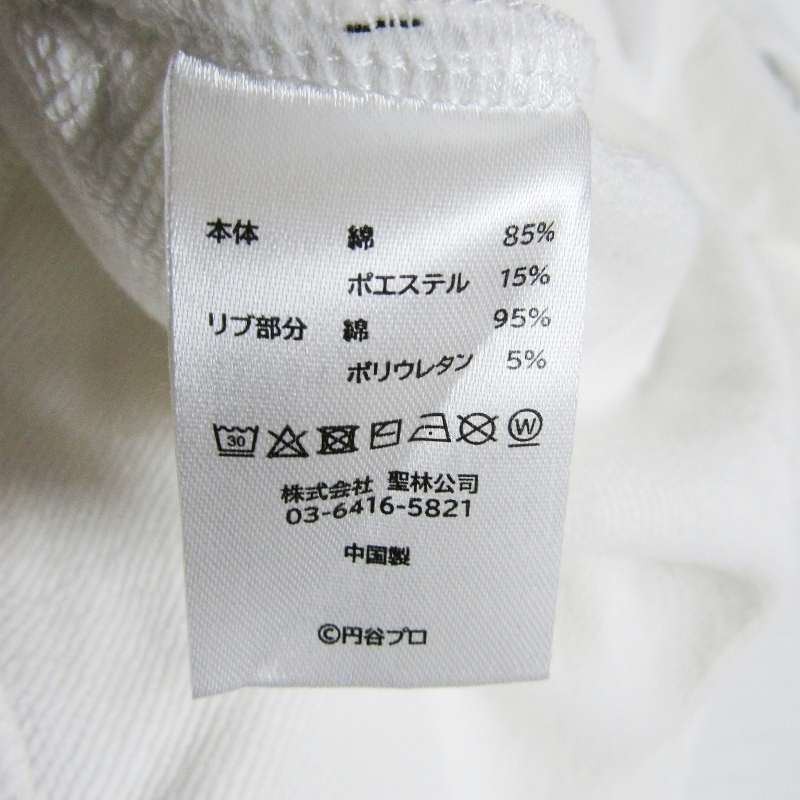 本体 綿 85%
ポエステル 15%
リブ部分 綿 95%
ポリウレタン 5%
30 W
株式会社 聖林公司
03-6416-5821
中国製
©円谷プロ